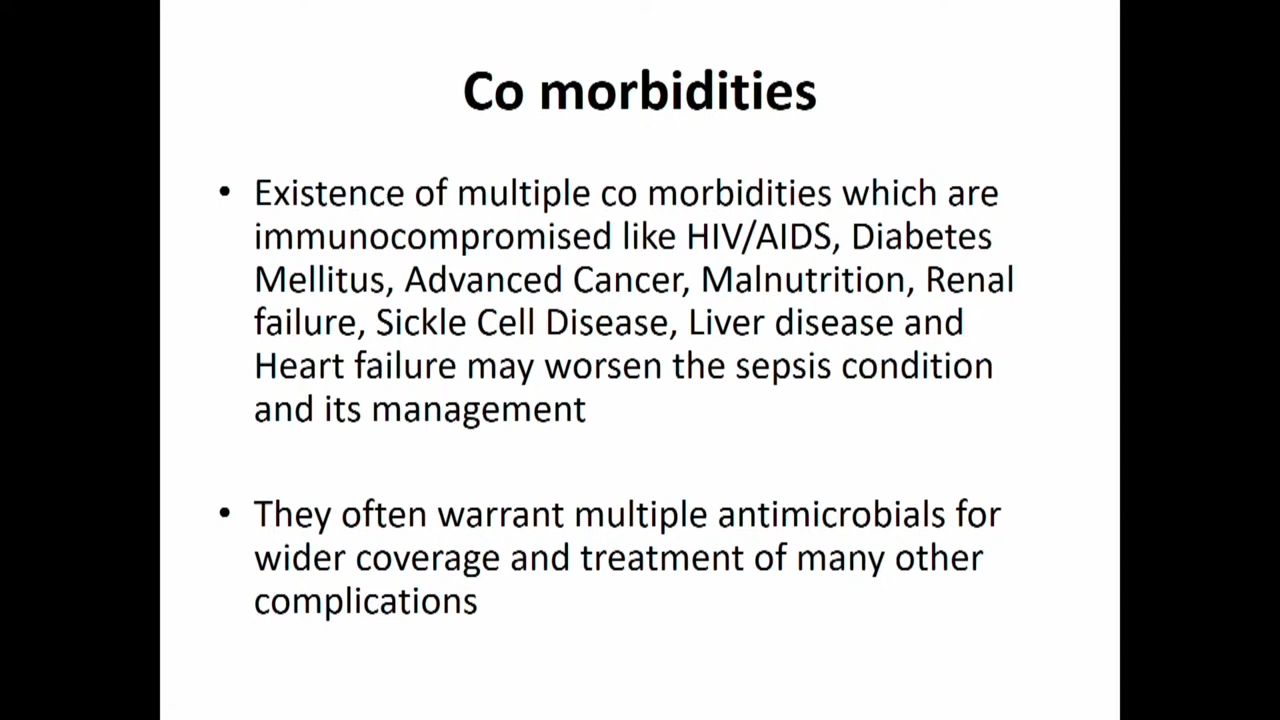 Co morbidities
• Existence of multiple co morbidities which are
immunocompromised like HIV/AIDS, Diabetes
Mellitus, Advanced Cancer, Malnutrition, Renal
failure, Sickle Cell Disease, Liver disease and
Heart failure may worsen the sepsis condition
and its management
• They often warrant multiple antimicrobials for
wider coverage and treatment of many other
complications